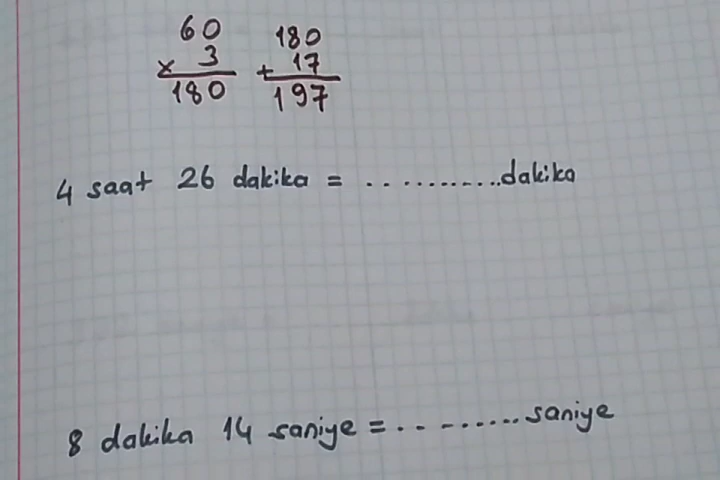 60 180
x 3 + 17
180 197
4 saat 26 dakika = ...........dakika
8 dakika 14 saniye = .........saniye